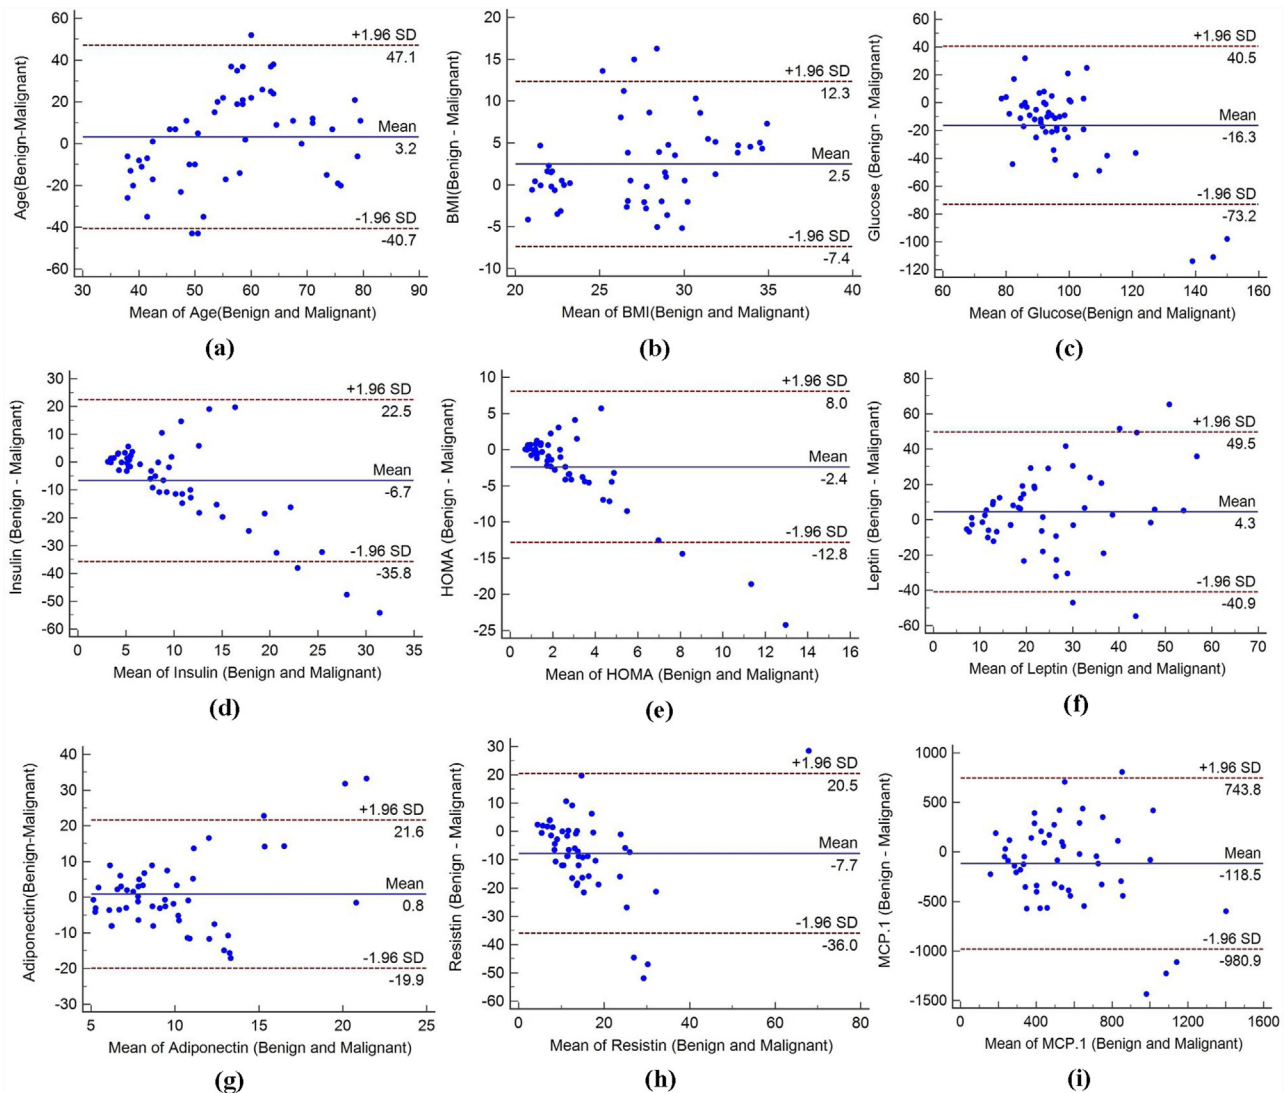 60
40
20
0
-20
-40
-60
Age(Benign-Malignant)
+1.96 SD
47.1
Mean
3.2
-1.96 SD
-40.7
30 40 50 60 70 80 90
Mean of Age(Benign and Malignant)
(a)
20
15
10
5
0
-5
-10
BMI(Benign - Malignant)
+1.96 SD
12.3
Mean
2.5
-1.96 SD
-7.4
20 25 30 35 40
Mean of BMI(Benign and Malignant)
(b)
60
40
20
0
-20
-40
-60
-80
-100
-120
Glucose (Benign - Malignant)
+1.96 SD
40.5
Mean
-16.3
-1.96 SD
-73.2
60 80 100 120 140 160
Mean of Glucose(Benign and Malignant)
(c)
30
20
10
0
-10
-20
-30
-40
-50
-60
Insulin (Benign - Malignant)
+1.96 SD
22.5
Mean
-6.7
-1.96 SD
-35.8
0 5 10 15 20 25 30 35
Mean of Insulin (Benign and Malignant)
(d)
10
5
0
-5
-10
-15
-20
-25
HOMA (Benign - Malignant)
+1.96 SD
8.0
Mean
-2.4
-1.96 SD
-12.8
0 2 4 6 8 10 12 14 16
Mean of HOMA (Benign and Malignant)
(e)
80
60
40
20
0
-20
-40
-60
Leptin (Benign - Malignant)
+1.96 SD
49.5
Mean
4.3
-1.96 SD
-40.9
0 10 20 30 40 50 60 70
Mean of Leptin (Benign and Malignant)
(f)
40
30
20
10
0
-10
-20
-30
Adiponectin(Benign-Malignant)
+1.96 SD
21.6
Mean
0.8
-1.96 SD
-19.9
5 10 15 20 25
Mean of Adiponectin (Benign and Malignant)
(g)
30
20
10
0
-10
-20
-30
-40
-50
-60
Resistin (Benign - Malignant)
+1.96 SD
20.5
Mean
-7.7
-1.96 SD
-36.0
0 20 40 60 80
Mean of Resistin (Benign and Malignant)
(h)
1000
500
0
-500
-1000
-1500
MCP.1 (Benign - Malignant)
+1.96 SD
743.8
Mean
-118.5
-1.96 SD
-980.9
0 400 800 1200 1600
Mean of MCP.1 (Benign and Malignant)
(i)